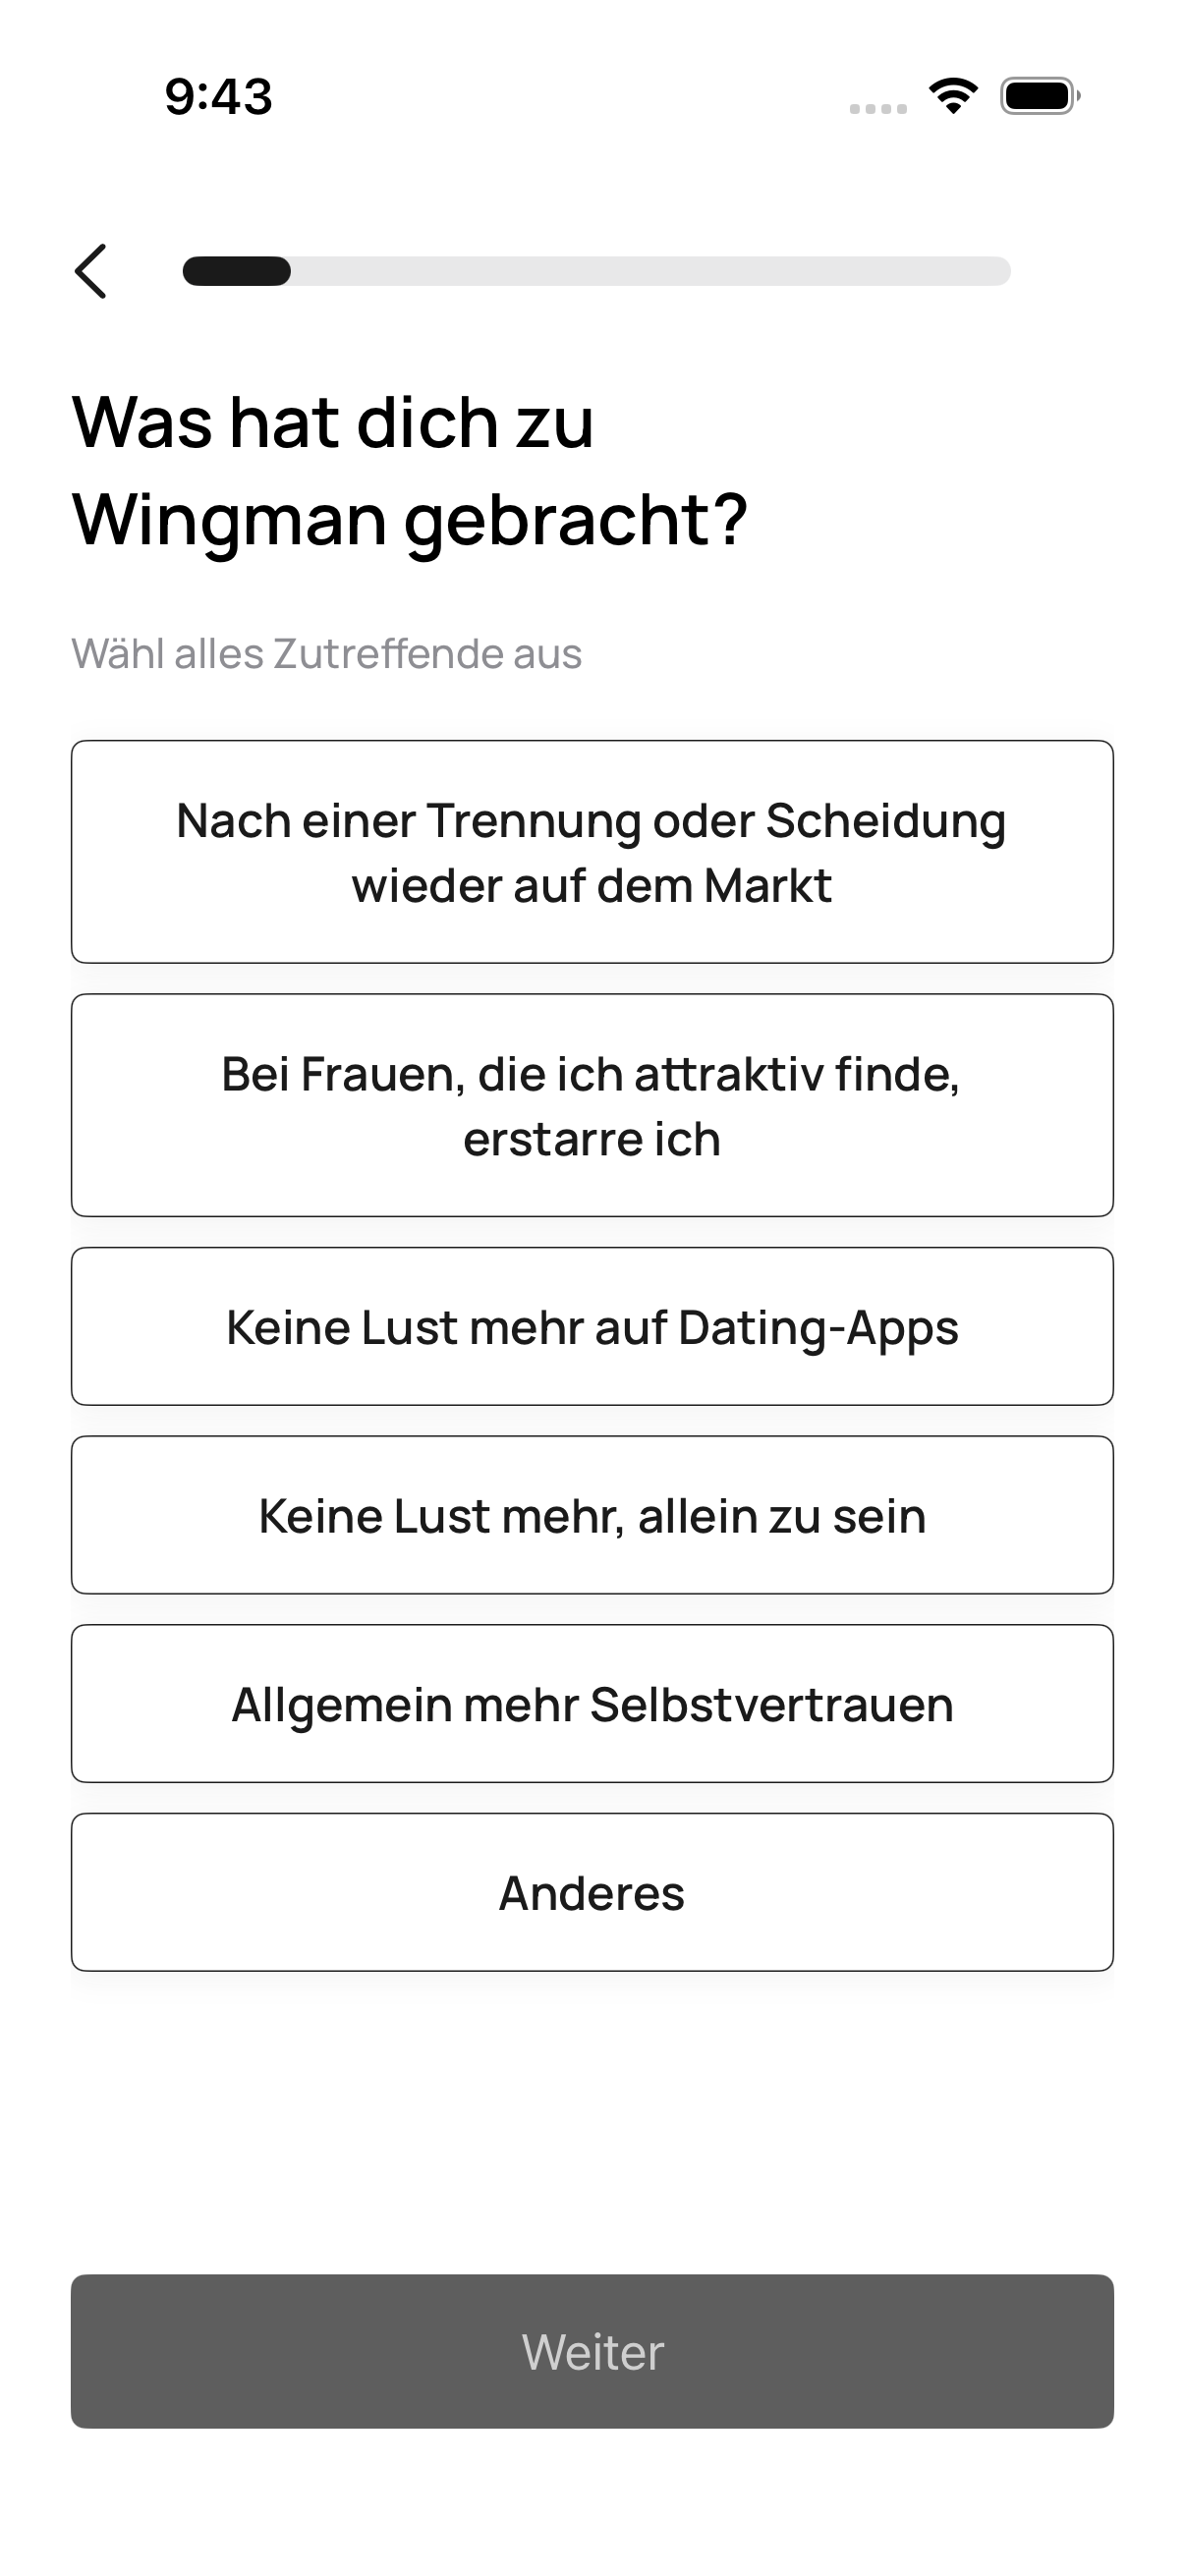 9:43
Was hat dich zu
Wingman gebracht?
Wähl alles Zutreffende aus
Nach einer Trennung oder Scheidung
wieder auf dem Markt
Bei Frauen, die ich attraktiv finde,
erstarre ich
Keine Lust mehr auf Dating-Apps
Keine Lust mehr, allein zu sein
Allgemein mehr Selbstvertrauen
Anderes
Weiter